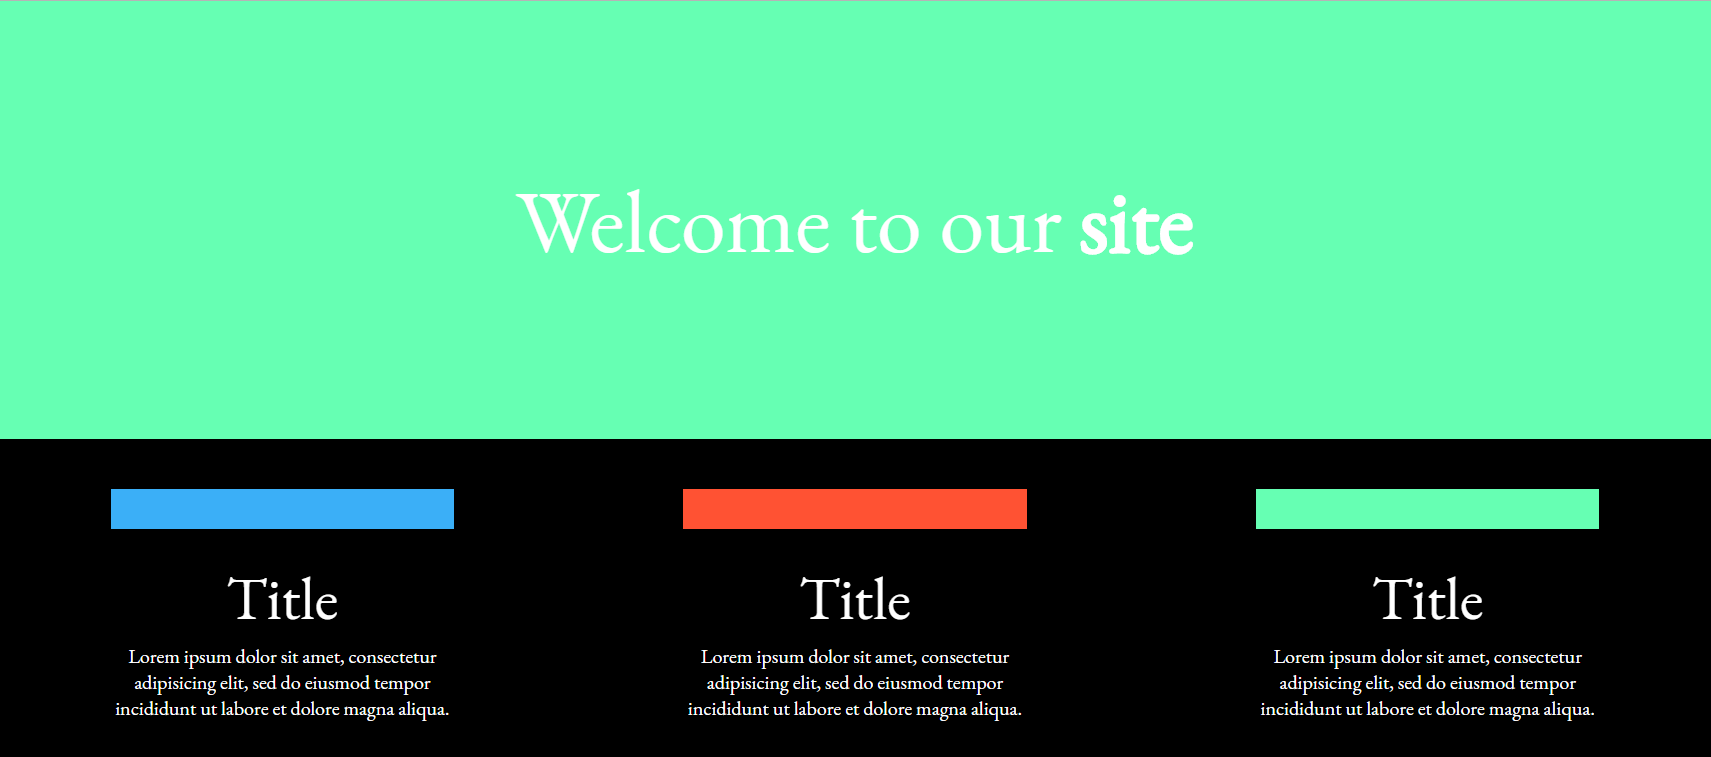 Welcome to our site
Title
Lorem ipsum dolor sit amet, consectetur
adipisicing elit, sed do eiusmod tempor
incididunt ut labore et dolore magna aliqua.
Title
Lorem ipsum dolor sit amet, consectetur
adipisicing elit, sed do eiusmod tempor
incididunt ut labore et dolore magna aliqua.
Title
Lorem ipsum dolor sit amet, consectetur
adipisicing elit, sed do eiusmod tempor
incididunt ut labore et dolore magna aliqua.